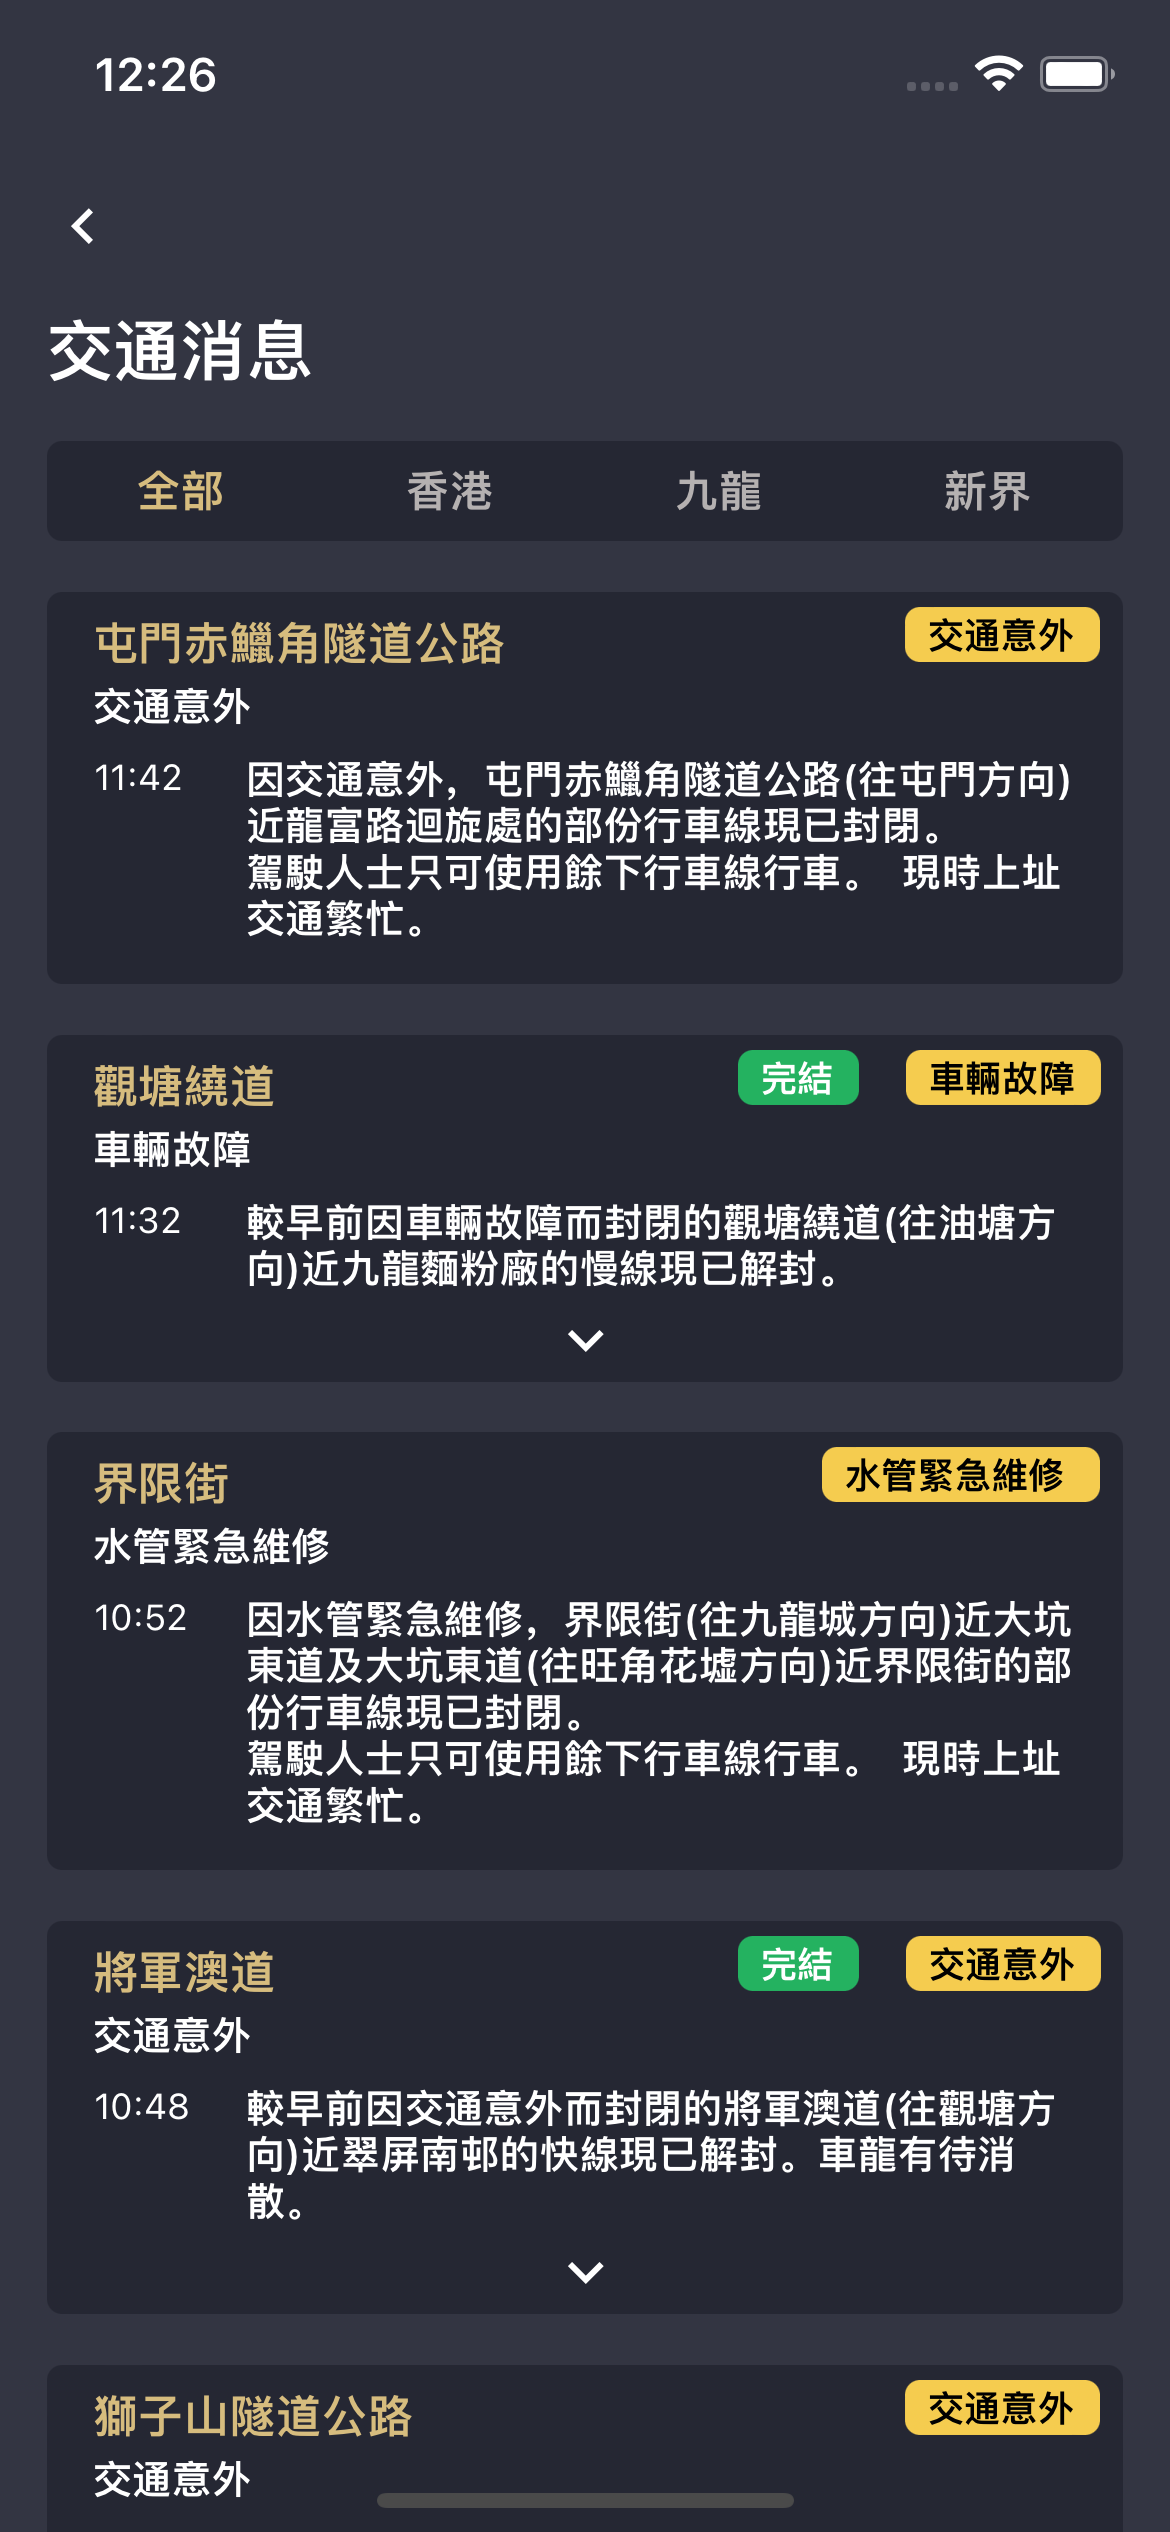 12:26
交通消息
全部 香港 九龍 新界
屯門赤鱲角隧道公路 交通意外
交通意外
11:42 因交通意外，屯門赤鱲角隧道公路(往屯門方向)
近龍富路迴旋處的部份行車線現已封閉。
駕駛人士只可使用餘下行車線行車。 現時上址
交通繁忙。
觀塘繞道 完結 車輛故障
車輛故障
11:32 較早前因車輛故障而封閉的觀塘繞道(往油塘方
向)近九龍麵粉廠的慢線現已解封。
界限街 水管緊急維修
水管緊急維修
10:52 因水管緊急維修，界限街(往九龍城方向)近大坑
東道及大坑東道(往旺角花墟方向)近界限街的部
份行車線現已封閉。
駕駛人士只可使用餘下行車線行車。 現時上址
交通繁忙。
將軍澳道 完結 交通意外
交通意外
10:48 較早前因交通意外而封閉的將軍澳道(往觀塘方
向)近翠屏南邨的快線現已解封。車龍有待消
散。
獅子山隧道公路 交通意外
交通意外